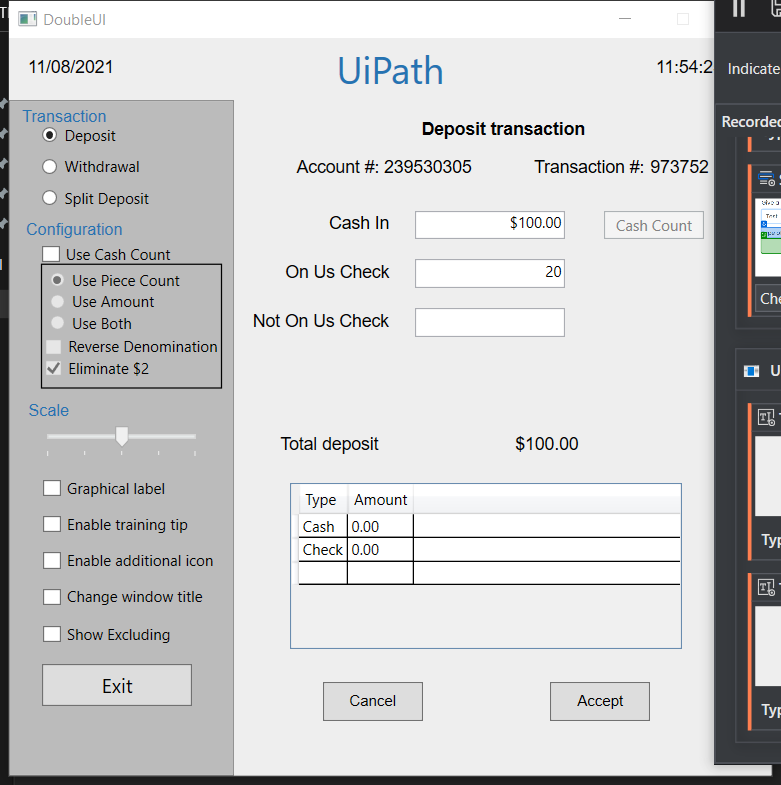 DoubleUI
11/08/2021
UiPath
11:54:2
Indicate
Recorded
Transaction
Deposit
Withdrawal
Split Deposit
Configuration
Use Cash Count
Use Piece Count
Use Amount
Use Both
Reverse Denomination
Eliminate $2
Scale
Graphical label
Enable training tip
Enable additional icon
Change window title
Show Excluding
Exit
Deposit transaction
Account #: 239530305 Transaction #: 973752
Cash In $100.00 Cash Count
On Us Check 20
Not On Us Check
Total deposit $100.00
Type Amount
Cash 0.00
Check 0.00
Cancel Accept
Che
U
Typ
Typ